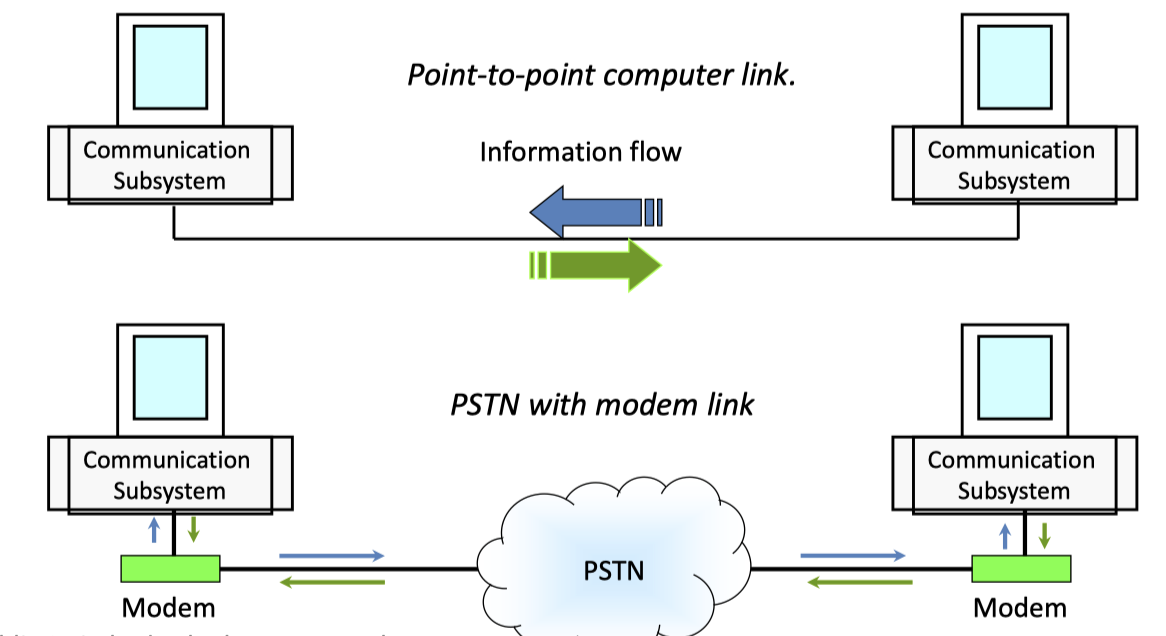 Point-to-point computer link.
Communication
Subsystem
Information flow
Communication
Subsystem
PSTN with modem link
Communication
Subsystem
Communication
Subsystem
PSTN
Modem
Modem